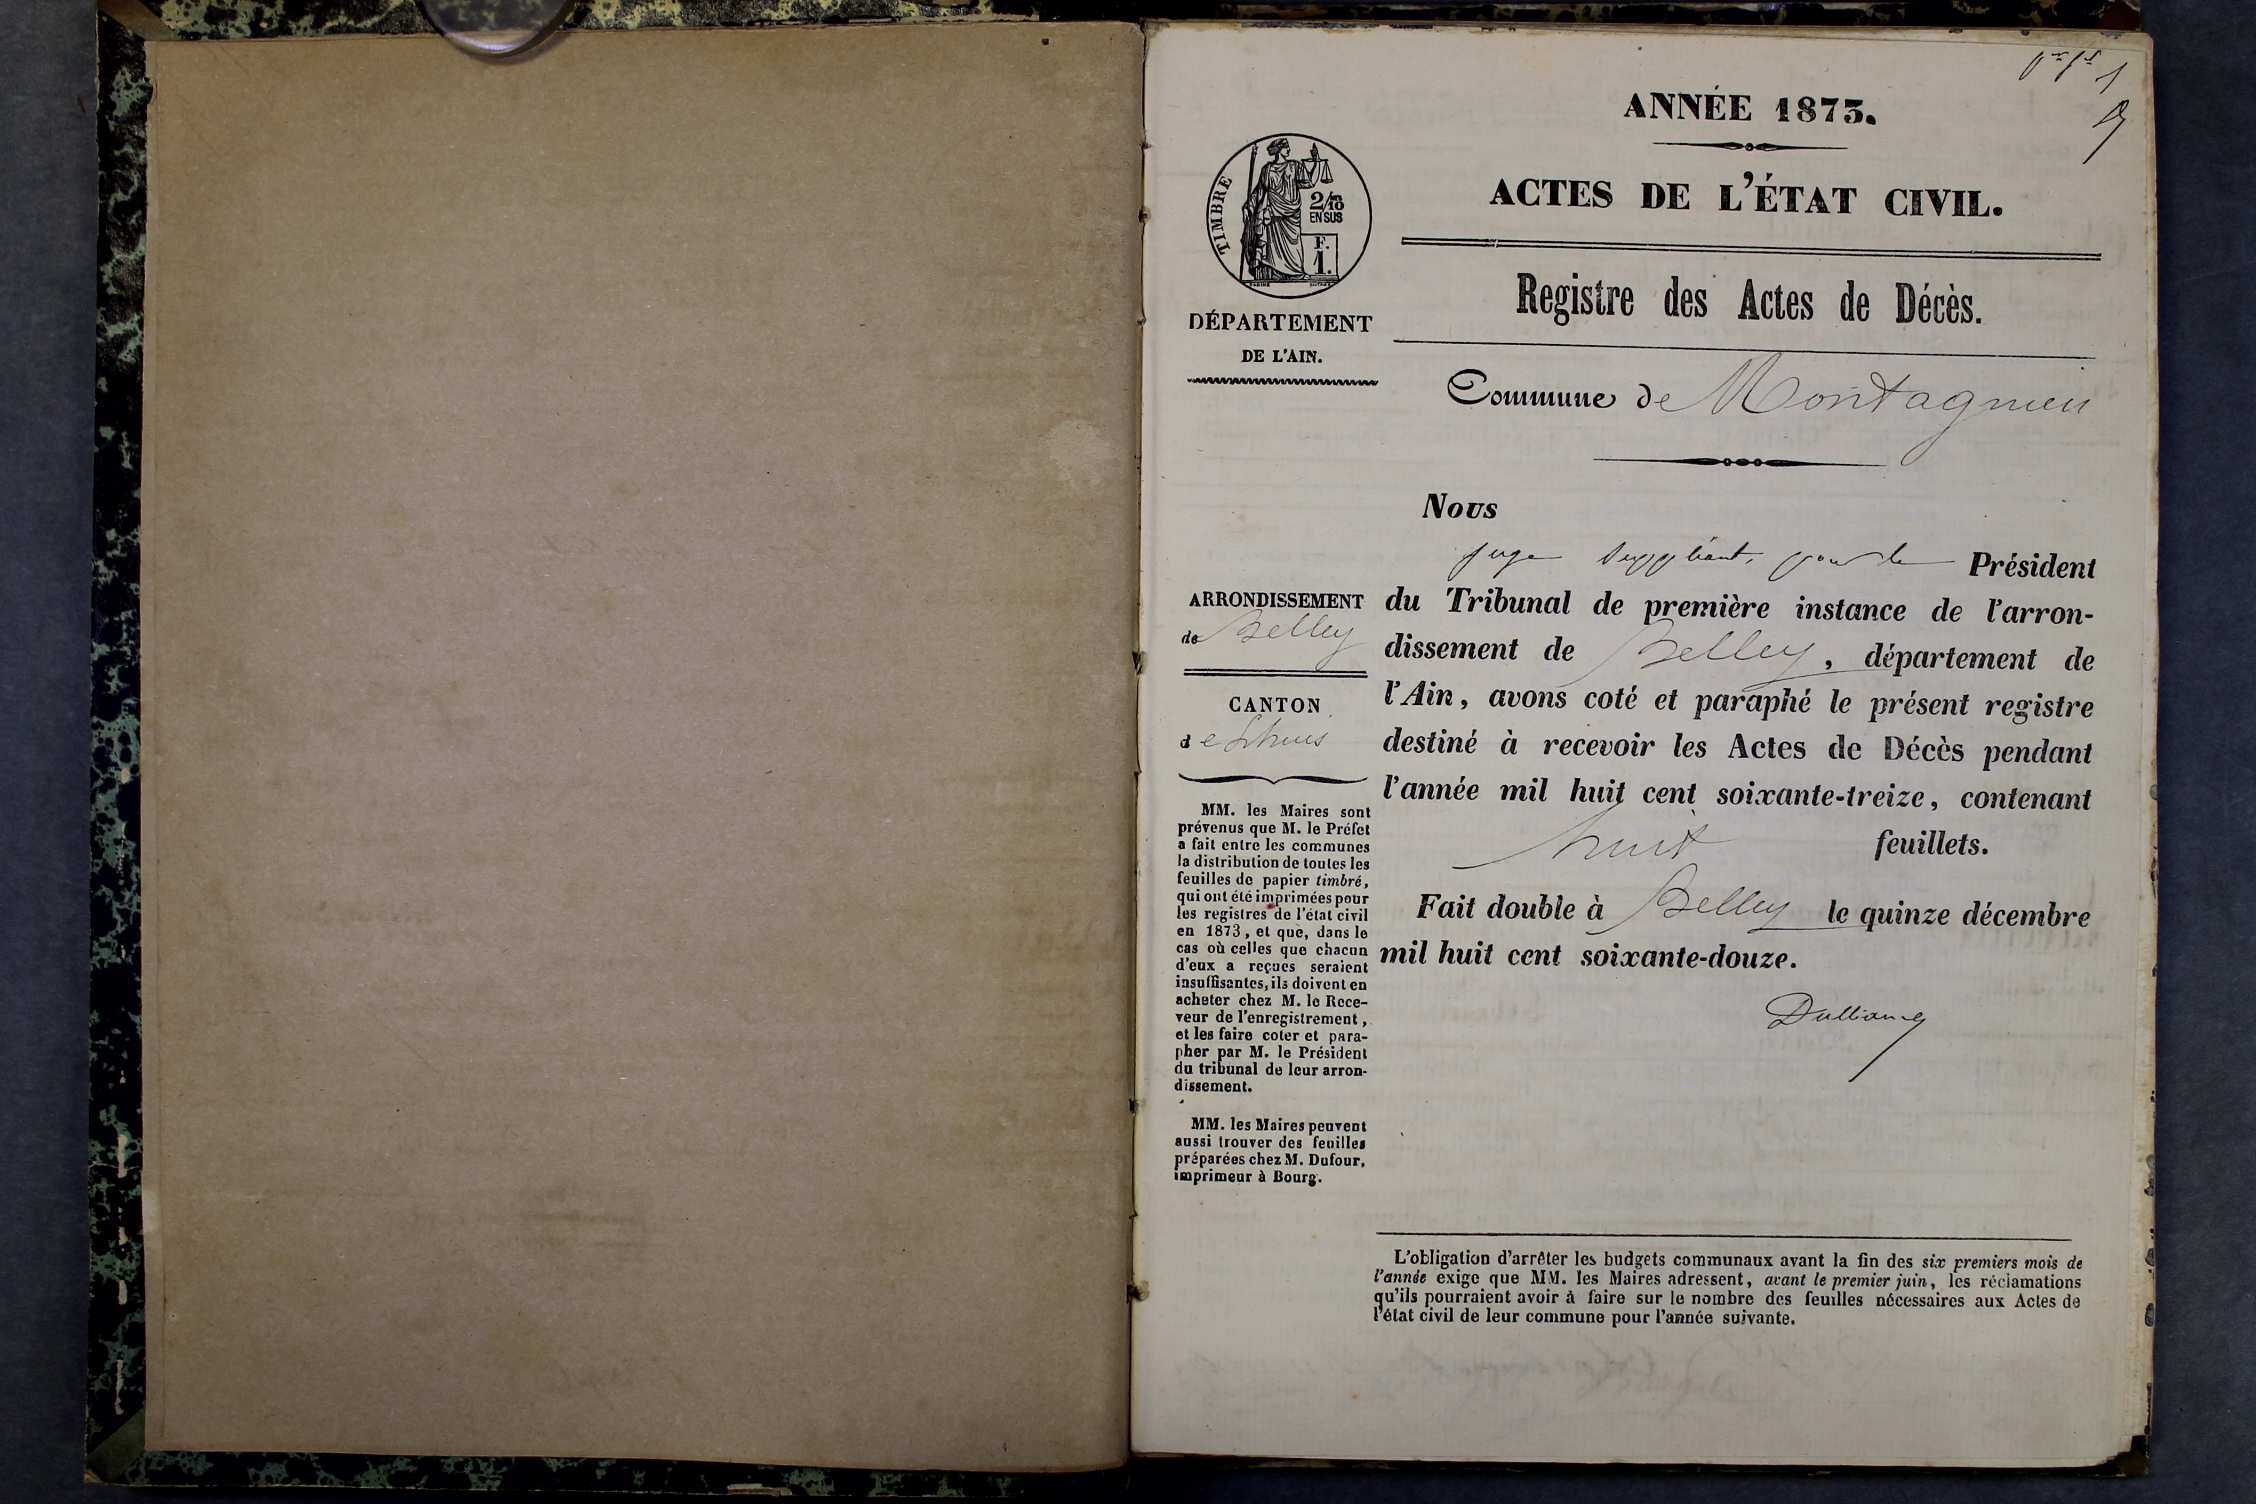 ANNÉE 1873.
ACTES DE L'ÉTAT CIVIL.
TIMBRE
2/10
EN SUS
F.
1.
DÉPARTEMENT
DE L'AIN.
Registre des Actes de Décès.
Commune de Montagnieu
Nous
juge suppléant, pour le Président
du Tribunal de première instance de l'arron-
dissement de Belley, département de
l'Ain, avons coté et paraphé le présent registre
destiné à recevoir les Actes de Décès pendant
l'année mil huit cent soixante-treize, contenant
huit feuillets.
Fait double à Belley le quinze décembre
mil huit cent soixante-douze.
ARRONDISSEMENT
de Belley
CANTON
de Lhuis
MM. les Maires sont
prévenus que M. le Préfet
a fait entre les communes
la distribution de toutes les
feuilles de papier timbré,
qui ont été imprimées pour
les registres de l'état civil
en 1873, et que, dans le
cas où celles que chacun
d'eux a reçues seraient
insuffisantes, ils doivent en
acheter chez M. le Rece-
veur de l'enregistrement,
et les faire coter et para-
pher par M. le Président
du tribunal de leur arron-
dissement.
MM. les Maires peuvent
aussi trouver des feuilles
préparées chez M. Dufour,
imprimeur à Bourg.
L'obligation d'arrêter les budgets communaux avant la fin des six premiers mois de
l'année exige que MM. les Maires adressent, avant le premier juin, les réclamations
qu'ils pourraient avoir à faire sur le nombre des feuilles nécessaires aux Actes de
l'état civil de leur commune pour l'année suivante.